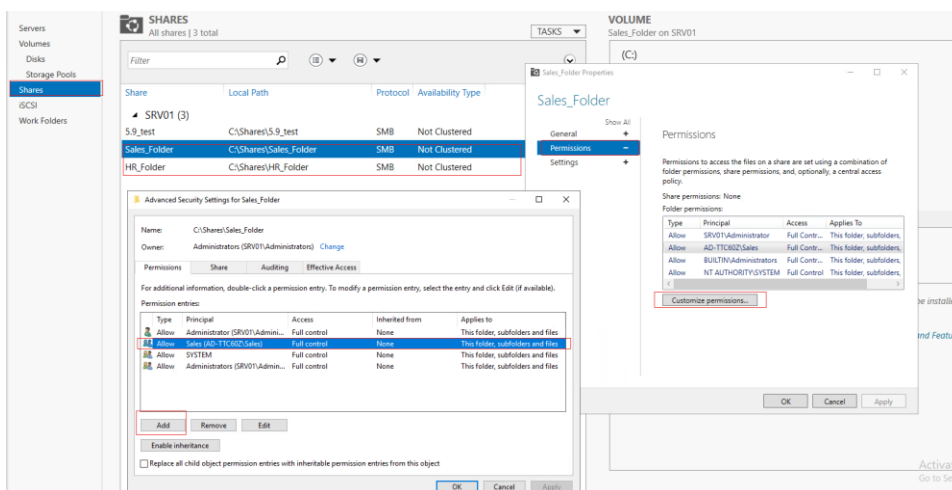 Servers
Volumes
Disks
Storage Pools
Shares
iSCSI
Work Folders
SHARES
All shares | 3 total
TASKS
Filter
Share Local Path Protocol Availability Type
SRV01 (3)
5.9_test C:\Shares\5.9_test SMB Not Clustered
Sales_Folder C:\Shares\Sales_Folder SMB Not Clustered
HR_Folder C:\Shares\HR_Folder SMB Not Clustered
VOLUME
Sales_Folder on SRV01
(C:)
Sales_Folder Properties
Sales_Folder
Show All
General +
Permissions –
Settings +
Permissions
Permissions to access the files on a share are set using a combination of
folder permissions, share permissions, and, optionally, a central access
policy.
Share permissions: None
Folder permissions:
Type Principal Access Applies To
Allow SRV01\Administrator Full Contr... This folder, subfolders,
Allow AD-TTC60Z\Sales Full Contr... This folder, subfolders,
Allow BUILTIN\Administrators Full Contr... This folder, subfolders,
Allow NT AUTHORITY\SYSTEM Full Control This folder, subfolders,
Customize permissions...
OK Cancel Apply
Advanced Security Settings for Sales_Folder
Name: C:\Shares\Sales_Folder
Owner: Administrators (SRV01\Administrators) Change
Permissions Share Auditing Effective Access
For additional information, double-click a permission entry. To modify a permission entry, select the entry and click Edit (if available).
Permission entries:
Type Principal Access Inherited from Applies to
Allow Administrator (SRV01\Admini... Full control None This folder, subfolders and files
Allow Sales (AD-TTC60Z\Sales) Full control None This folder, subfolders and files
Allow SYSTEM Full control None This folder, subfolders and files
Allow Administrators (SRV01\Admin... Full control None This folder, subfolders and files
Add Remove Edit
Enable inheritance
Replace all child object permission entries with inheritable permission entries from this object
OK Cancel Apply
be installe
and Featu
Activa
Go to Se